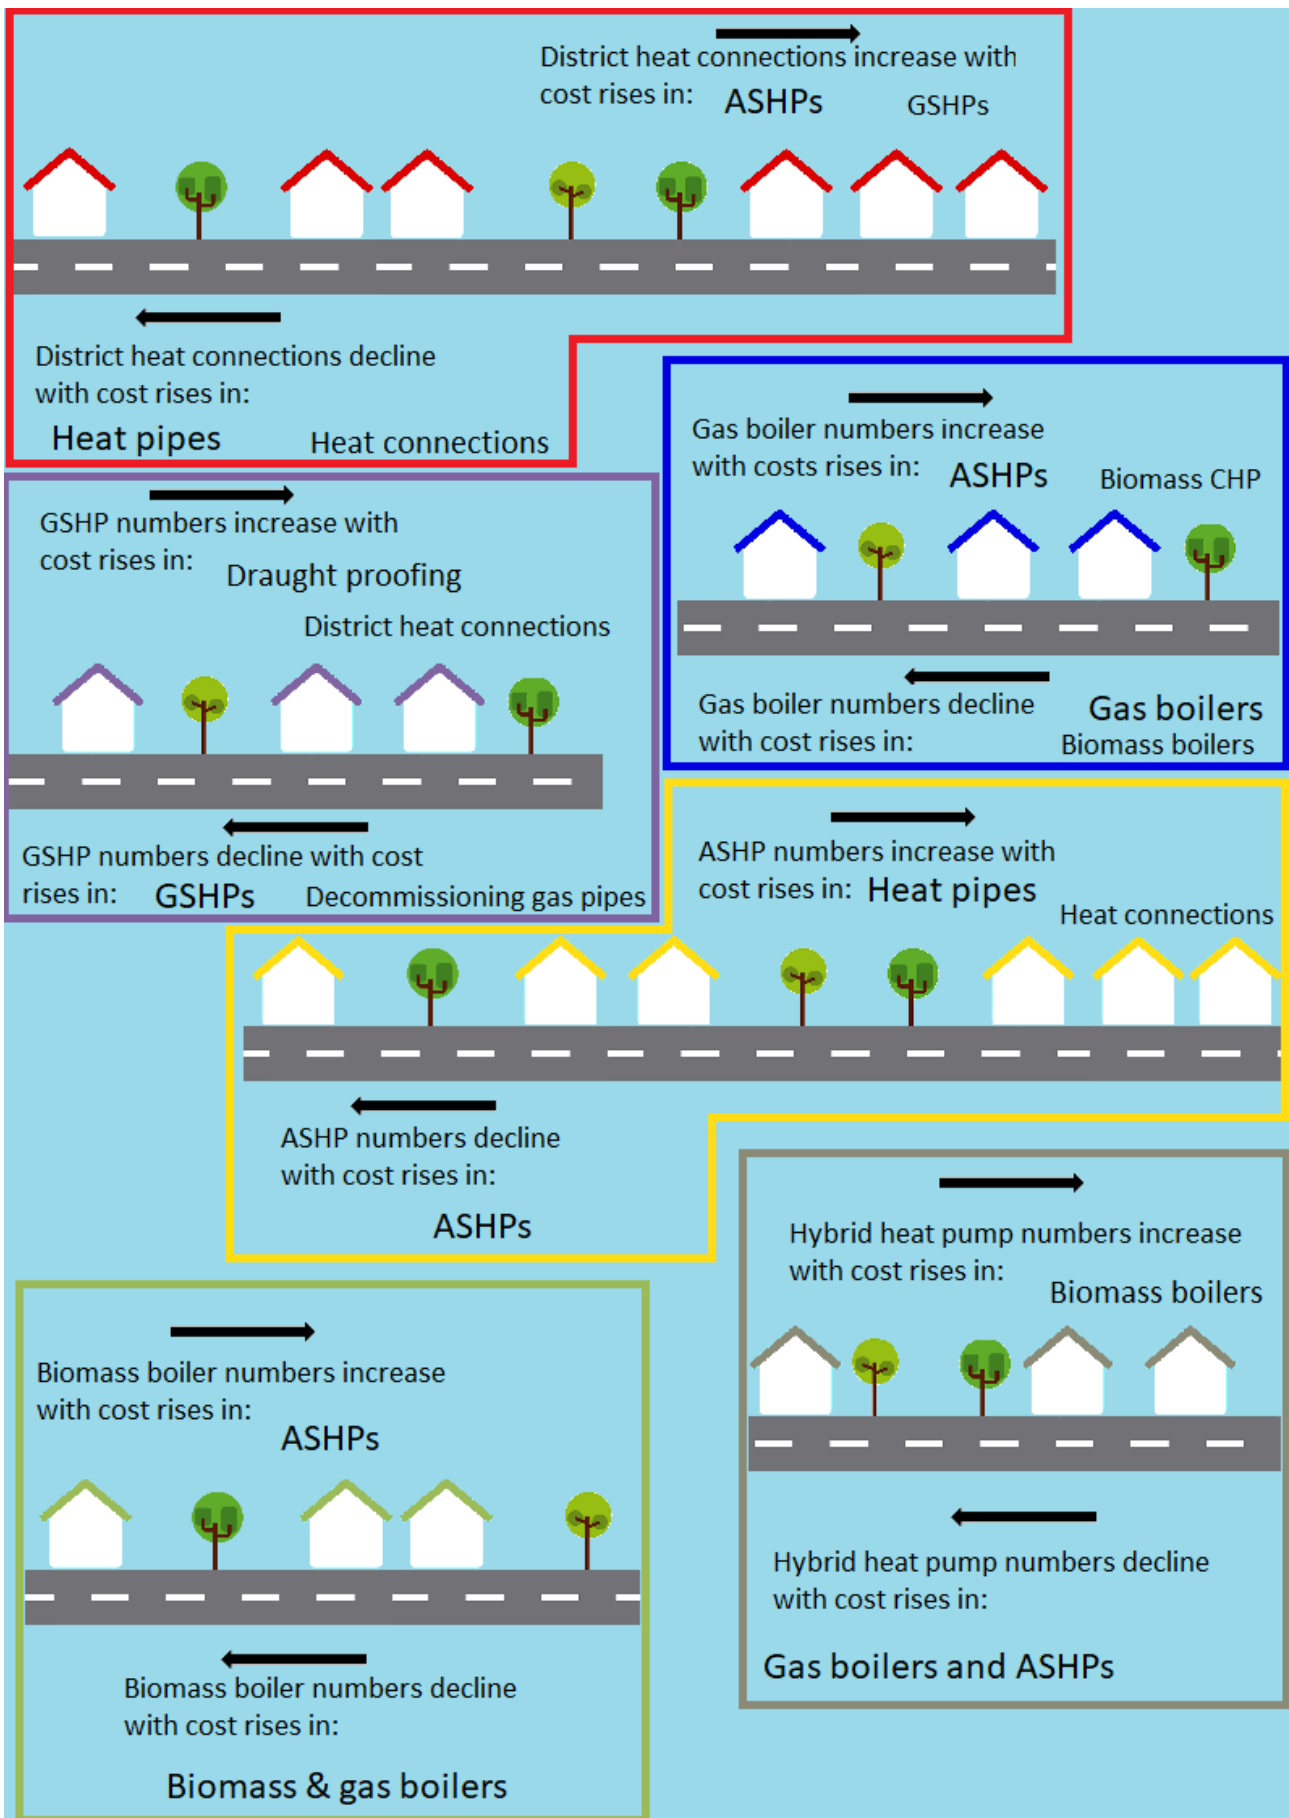 District heat connections increase with
cost rises in: ASHPs GSHPs
District heat connections decline
with cost rises in:
Heat pipes Heat connections
Gas boiler numbers increase
with costs rises in: ASHPs Biomass CHP
Gas boiler numbers decline Gas boilers
with cost rises in: Biomass boilers
GSHP numbers increase with
cost rises in: Draught proofing
District heat connections
GSHP numbers decline with cost
rises in: GSHPs Decommissioning gas pipes
ASHP numbers increase with
cost rises in: Heat pipes
Heat connections
ASHP numbers decline
with cost rises in:
ASHPs
Hybrid heat pump numbers increase
with cost rises in:
Biomass boilers
Hybrid heat pump numbers decline
with cost rises in:
Gas boilers and ASHPs
Biomass boiler numbers increase
with cost rises in:
ASHPs
Biomass boiler numbers decline
with cost rises in:
Biomass & gas boilers